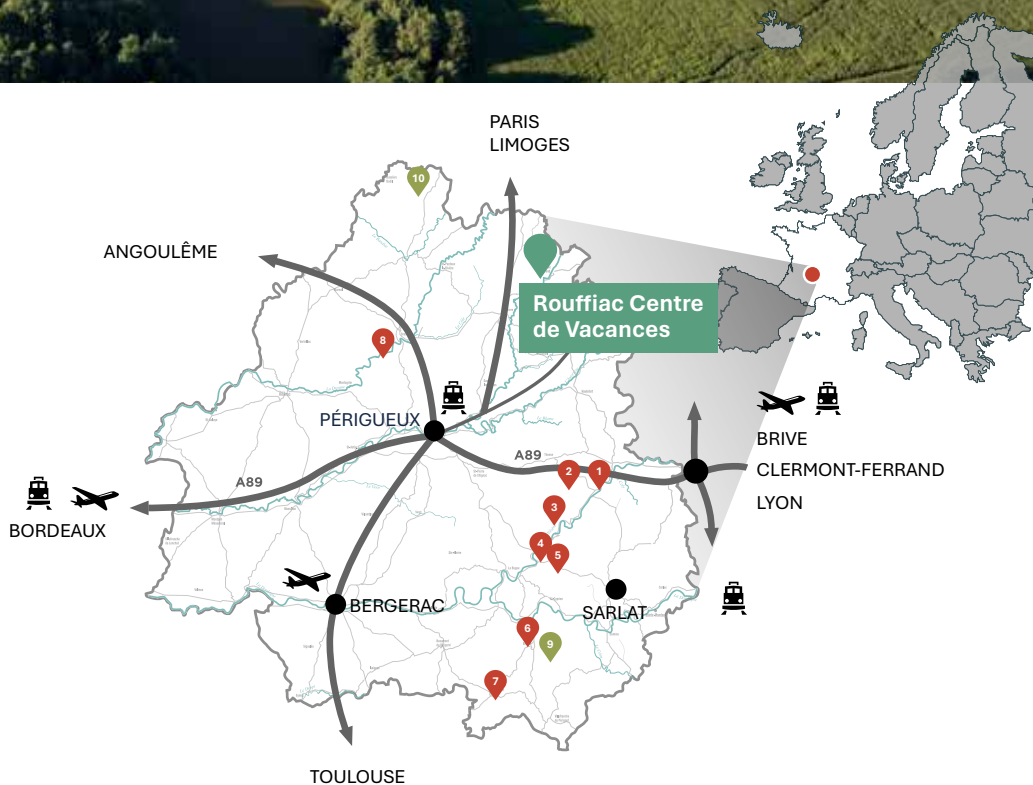 PARIS
LIMOGES
10
ANGOULÊME
Rouffiac Centre
de Vacances
8
PÉRIGUEUX
BRIVE
A89
2
1
CLERMONT-FERRAND
A89
LYON
3
BORDEAUX
4
5
BERGERAC
SARLAT
6
9
7
TOULOUSE